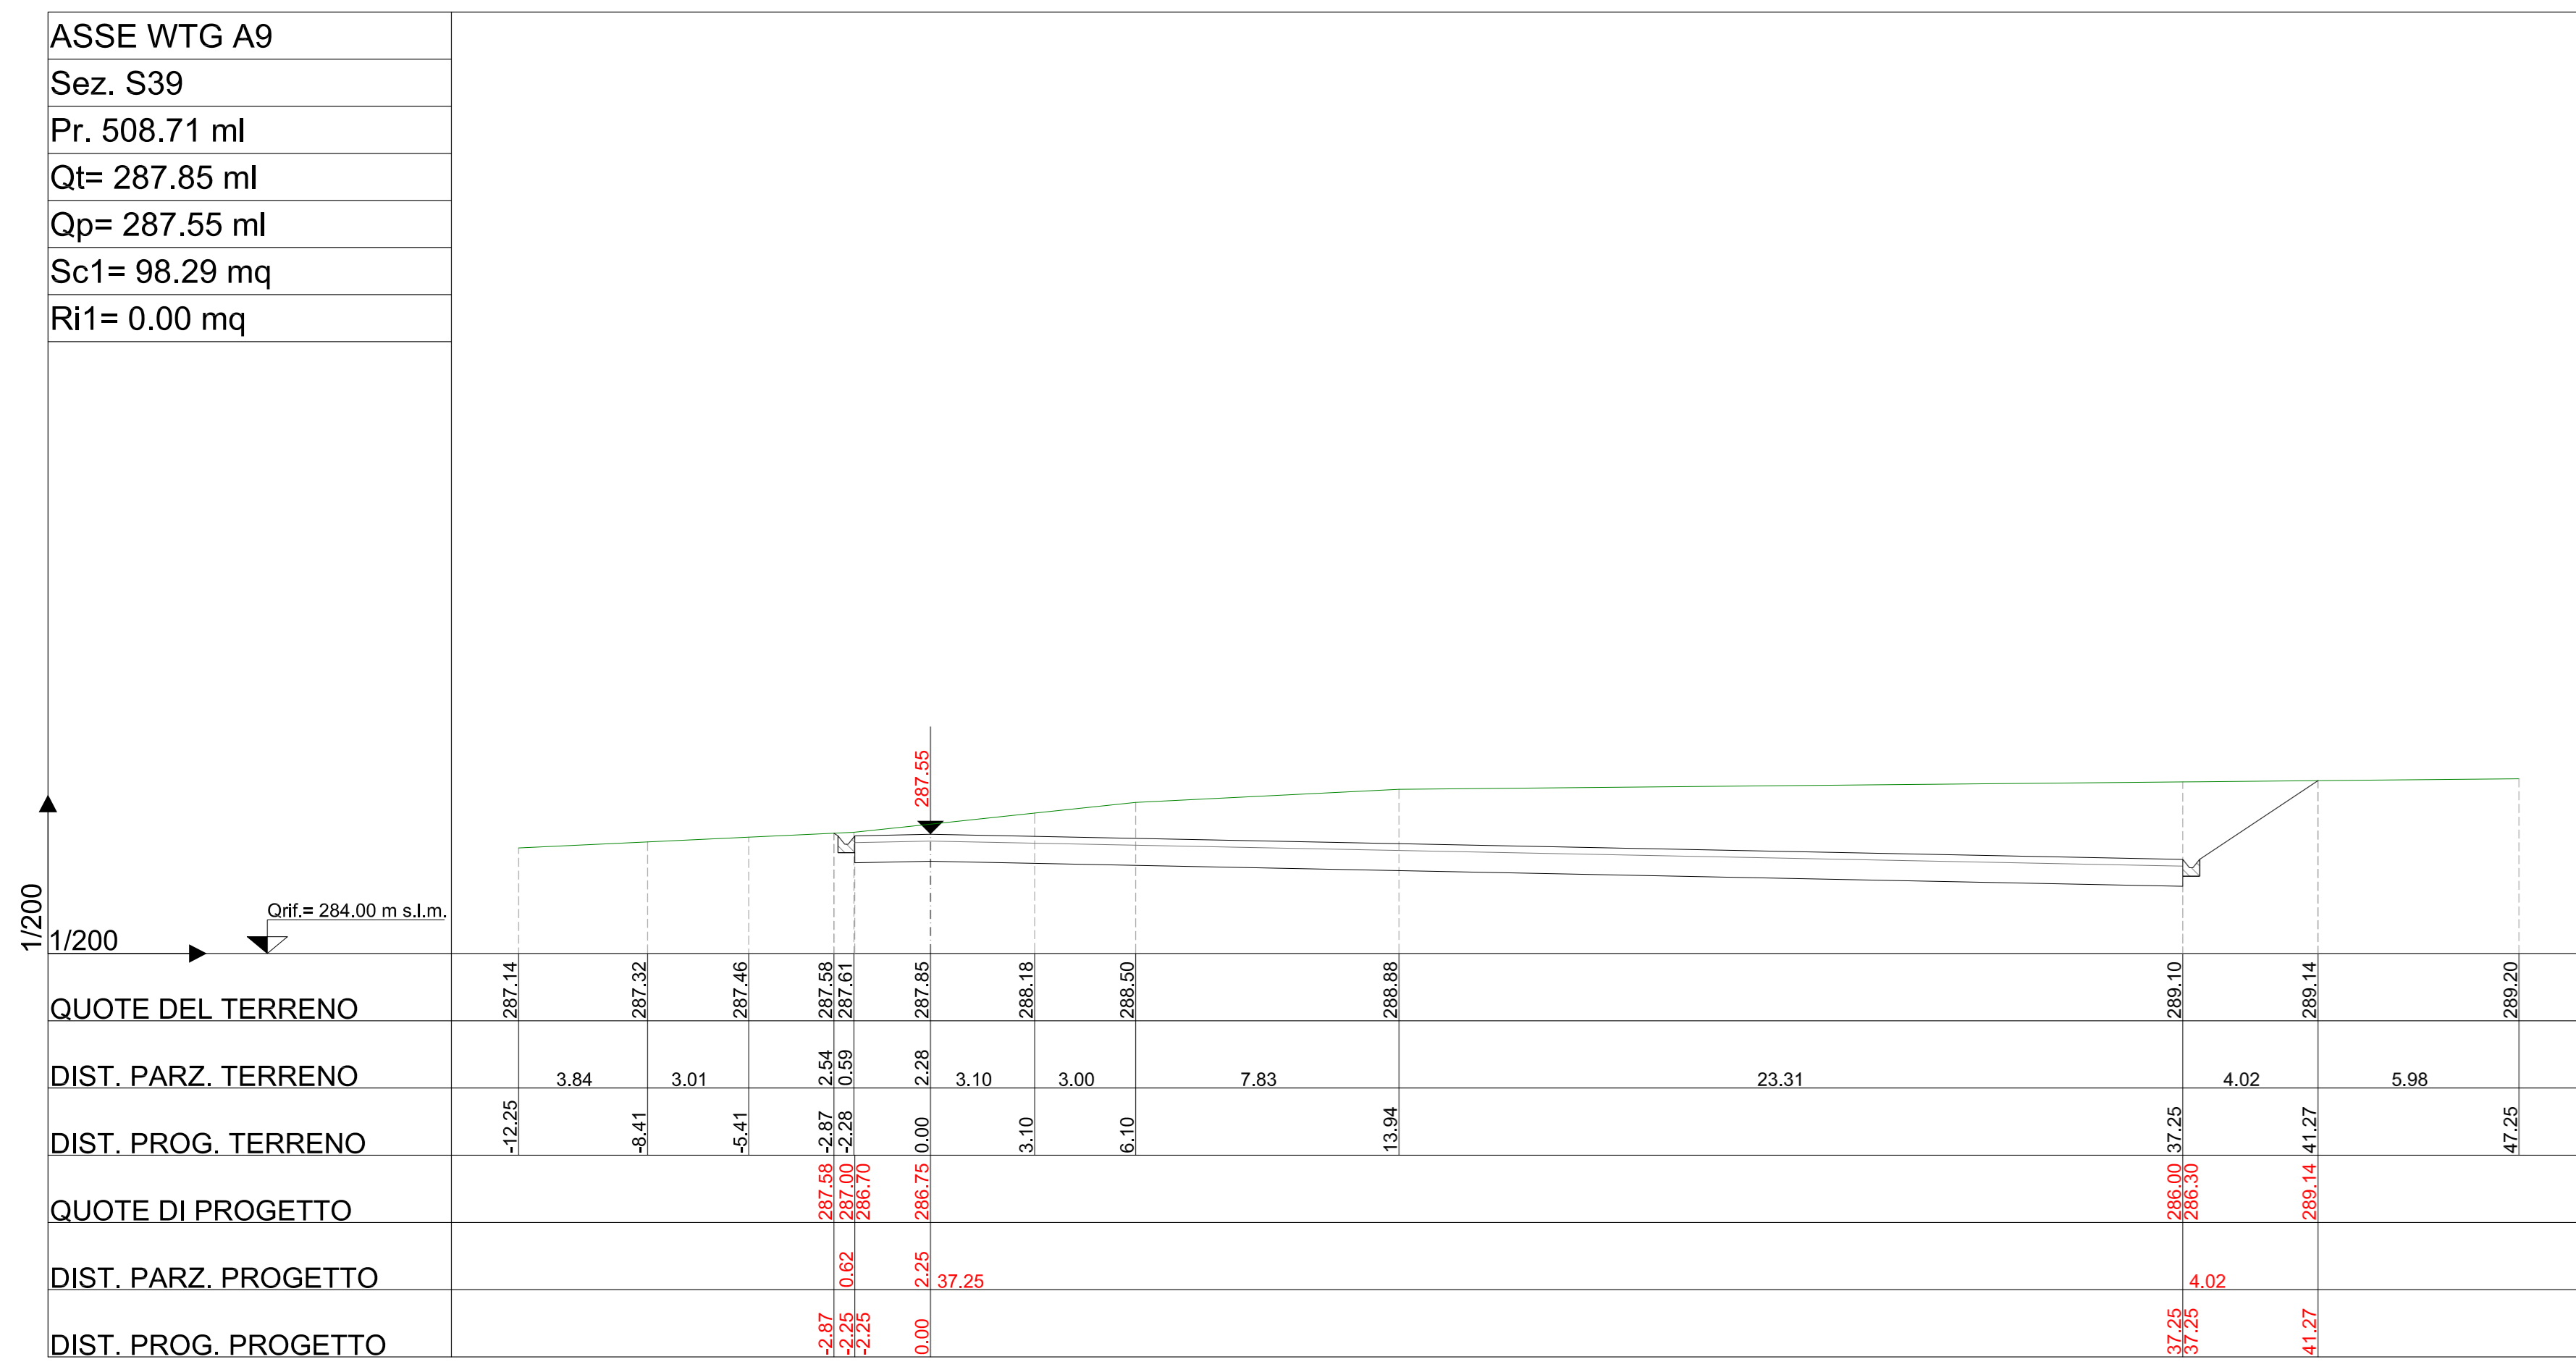 ASSE WTG A9
Sez. S39
Pr. 508.71 ml
Qt= 287.85 ml
Qp= 287.55 ml
Sc1= 98.29 mq
Ri1= 0.00 mq
287.55
1/200
1/200
Qrif.= 284.00 m s.l.m.
QUOTE DEL TERRENO 287.14 287.32 287.46 287.58 287.61 287.85 288.18 288.50 288.88 289.10 289.14 289.20
DIST. PARZ. TERRENO 3.84 3.01 2.54 0.59 2.28 3.10 3.00 7.83 23.31 4.02 5.98
DIST. PROG. TERRENO -12.25 -8.41 -5.41 -2.87 -2.28 0.00 3.10 6.10 13.94 37.25 41.27 47.25
QUOTE DI PROGETTO 287.58 287.00 286.70 286.75 286.00 286.30 289.14
DIST. PARZ. PROGETTO 0.62 2.25 37.25 4.02
DIST. PROG. PROGETTO -2.87 -2.25 -2.25 0.00 37.25 37.25 41.27